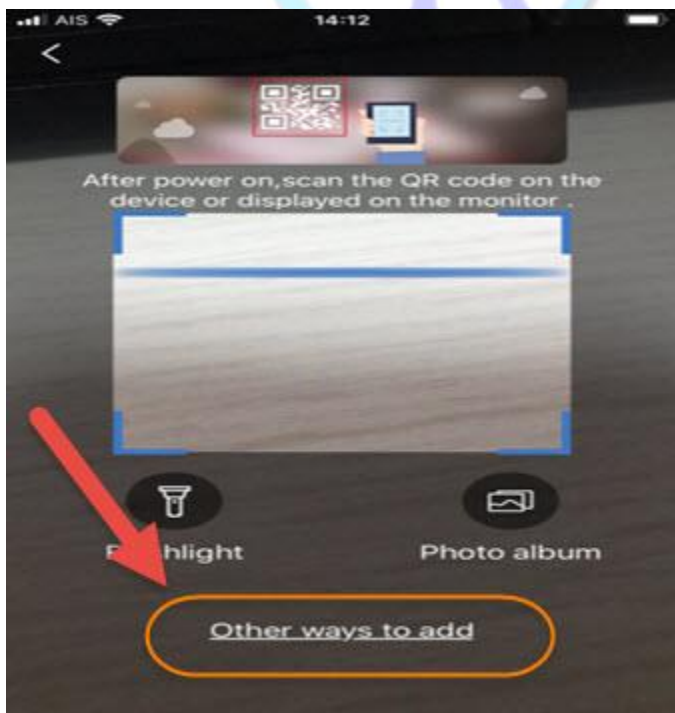 AIS 14:12
After power on,scan the QR code on the
device or displayed on the monitor .
Flashlight Photo album
Other ways to add